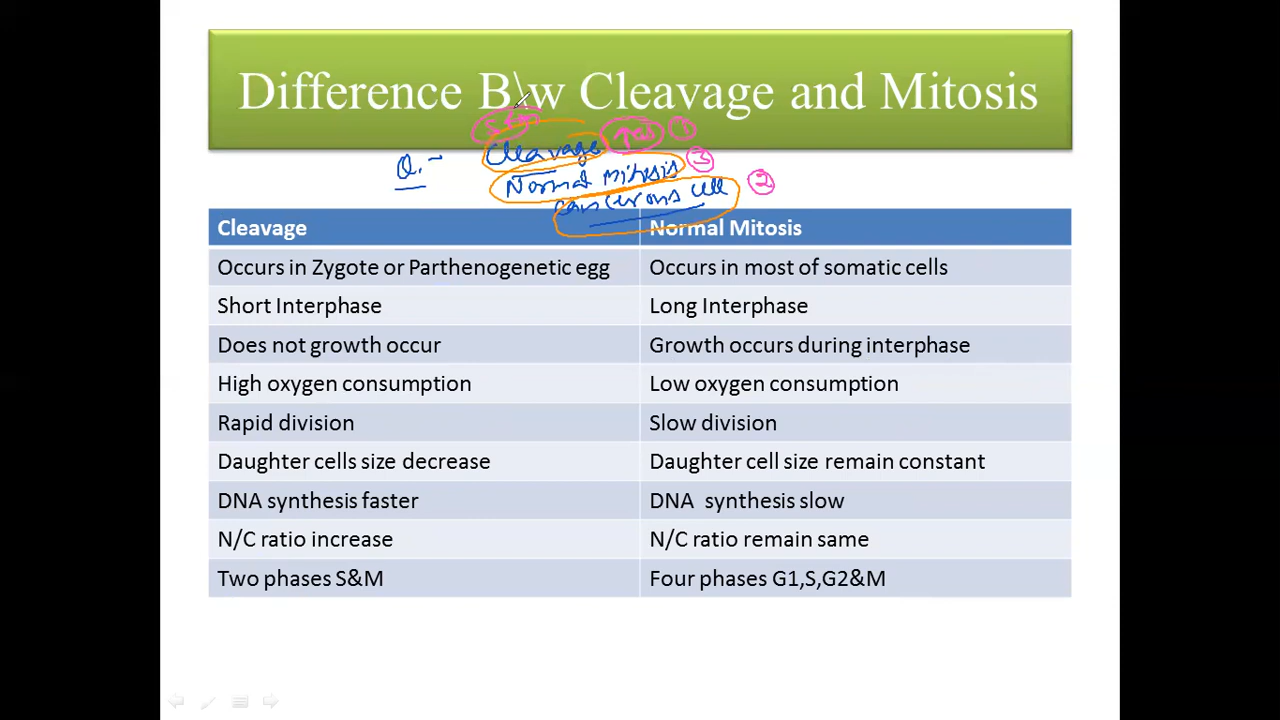 Difference B\w Cleavage and Mitosis
Q.-
Cleavage ①
Normal Mitosis ③
cancerous cell ②
Cleavage Normal Mitosis
Occurs in Zygote or Parthenogenetic egg Occurs in most of somatic cells
Short Interphase Long Interphase
Does not growth occur Growth occurs during interphase
High oxygen consumption Low oxygen consumption
Rapid division Slow division
Daughter cells size decrease Daughter cell size remain constant
DNA synthesis faster DNA synthesis slow
N/C ratio increase N/C ratio remain same
Two phases S&M Four phases G1,S,G2&M